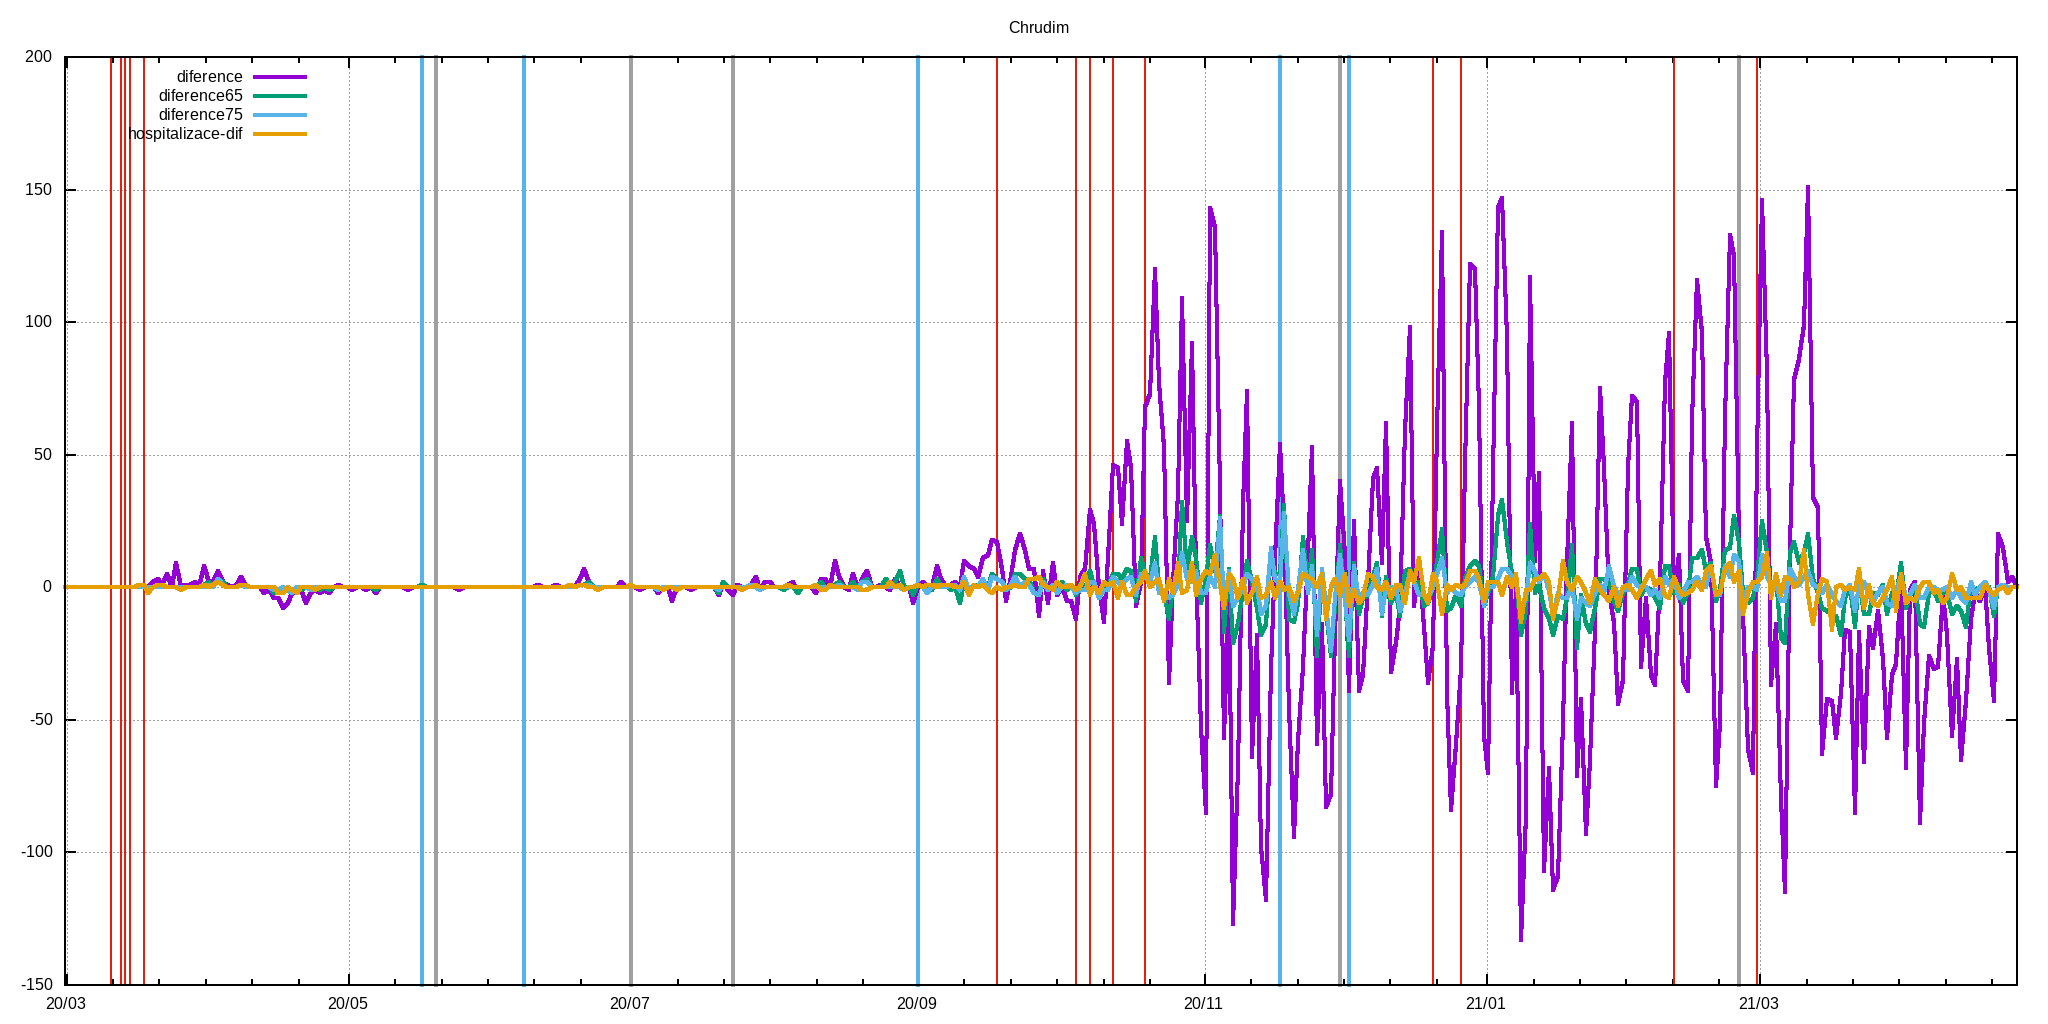 Chrudim
200
150
100
50
0
-50
-100
-150
diference
diference65
diference75
hospitalizace-dif
20/03 20/05 20/07 20/09 20/11 21/01 21/03